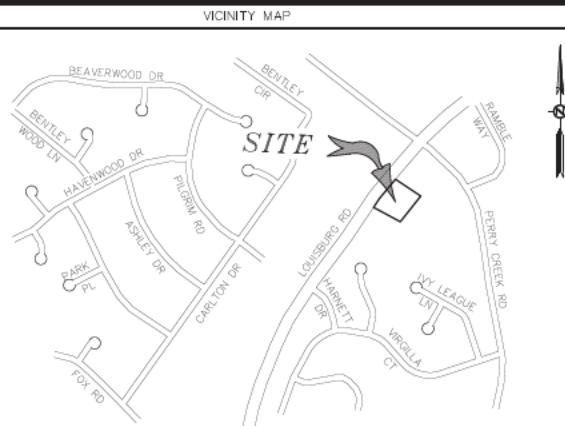 VICINITY MAP
BEAVERWOOD DR
BENTLEY
CIR
BENTLEY
WOOD LN
SITE
RAMBLE
WAY
HAVENWOOD DR
PILGRIM RD
ASHLEY DR
LOUISBURG RD
PERRY CREEK RD
PARK
PL
CARLTON DR
HARNETT
DR
IVY LEAGUE
LN
VIRGILLA
CT
FOX RD